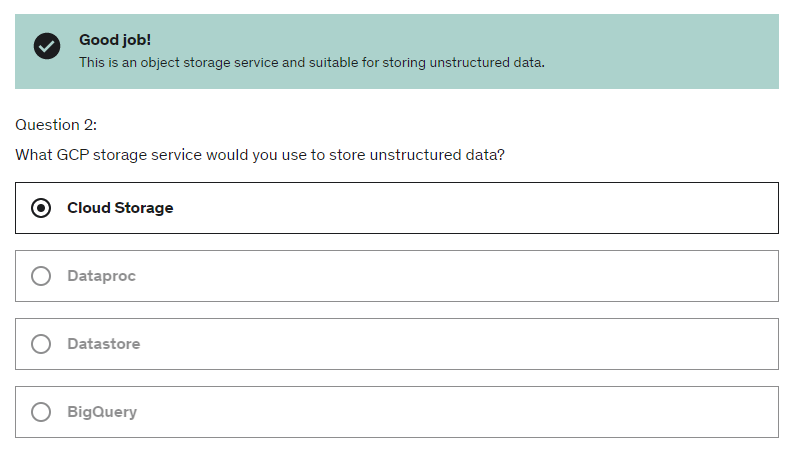 Good job!
This is an object storage service and suitable for storing unstructured data.
Question 2:
What GCP storage service would you use to store unstructured data?
Cloud Storage
Dataproc
Datastore
BigQuery